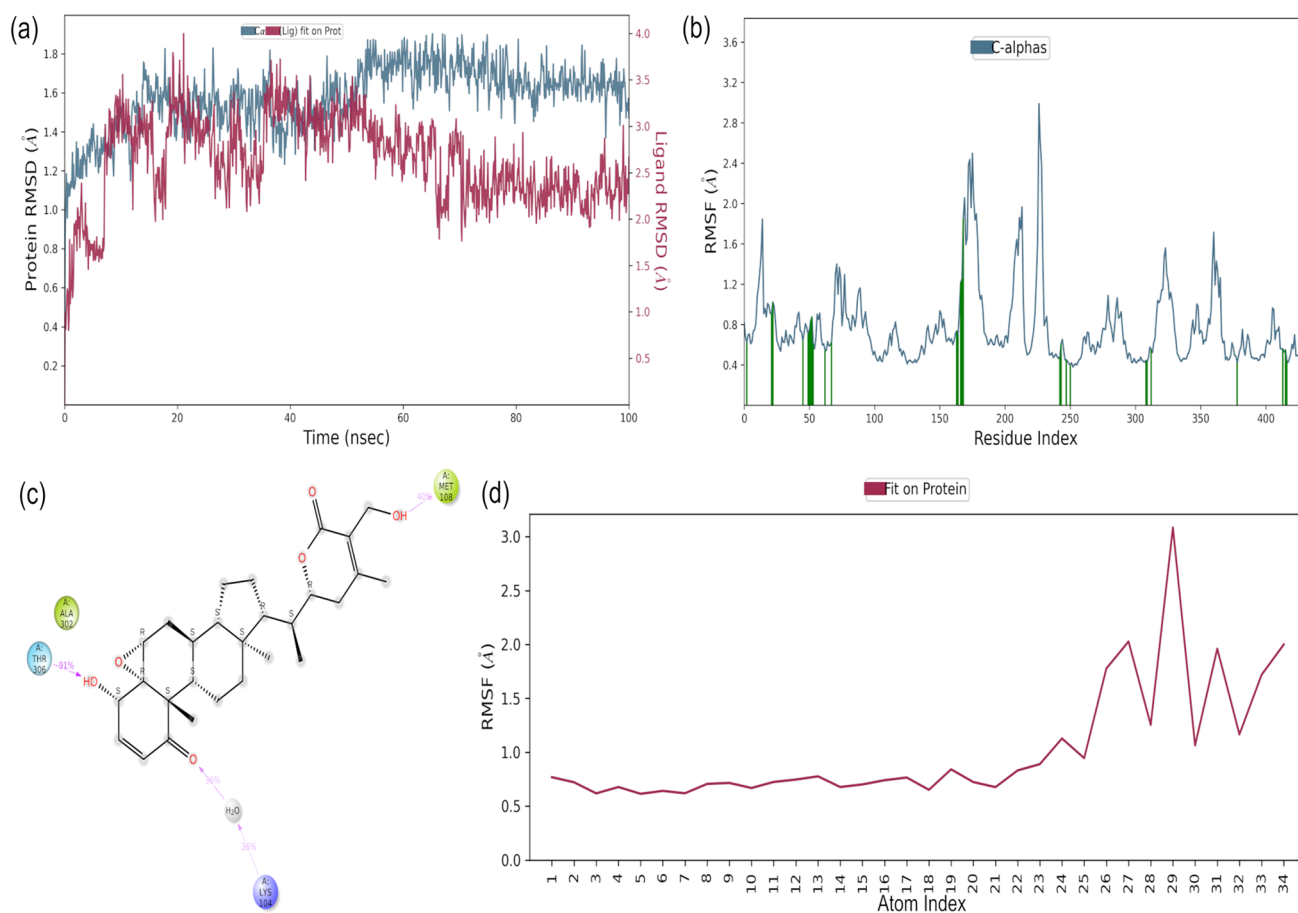 (a)
Cα (Lig) fit on Prot
Protein RMSD (Å)
1.8
1.6
1.4
1.2
1.0
0.8
0.6
0.4
0.2
4.0
3.5
3.0
2.5
2.0
1.5
1.0
0.5
Ligand RMSD (Å)
0 20 40 60 80 100
Time (nsec)
(b)
C-alphas
RMSF (Å)
3.6
3.2
2.8
2.4
2.0
1.6
1.2
0.8
0.4
0 50 100 150 200 250 300 350 400
Residue Index
(c)
A:
MET
108
40%
OH
O
O
R
S
R
S
A:
ALA
302
A:
THR
306
91%
HO
S
O
R
R
S
S
S
S
O
36%
H₂O
36%
A:
LYS
104
(d)
Fit on Protein
RMSF (Å)
3.0
2.5
2.0
1.5
1.0
0.5
0.0
1 2 3 4 5 6 7 8 9 10 11 12 13 14 15 16 17 18 19 20 21 22 23 24 25 26 27 28 29 30 31 32 33 34
Atom Index